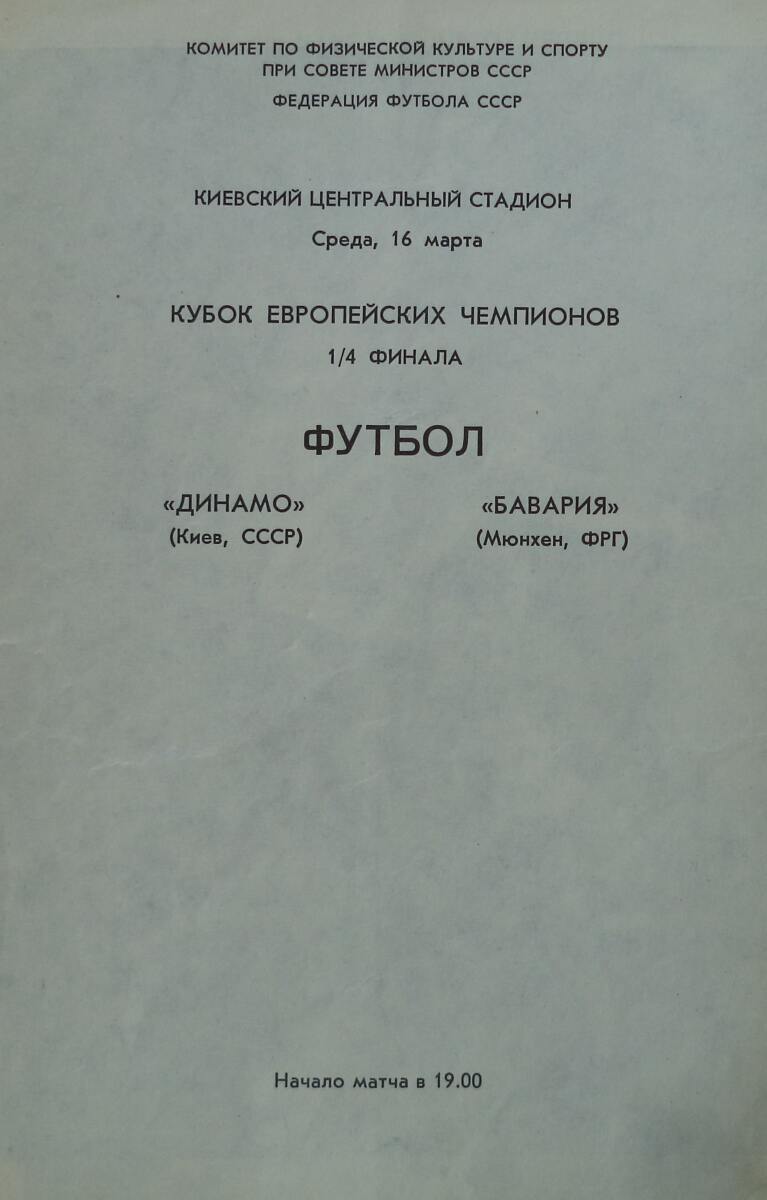 КОМИТЕТ ПО ФИЗИЧЕСКОЙ КУЛЬТУРЕ И СПОРТУ
ПРИ СОВЕТЕ МИНИСТРОВ СССР
ФЕДЕРАЦИЯ ФУТБОЛА СССР
КИЕВСКИЙ ЦЕНТРАЛЬНЫЙ СТАДИОН
Среда, 16 марта
КУБОК ЕВРОПЕЙСКИХ ЧЕМПИОНОВ
1/4 ФИНАЛА
ФУТБОЛ
«ДИНАМО» «БАВАРИЯ»
(Киев, СССР) (Мюнхен, ФРГ)
Начало матча в 19.00